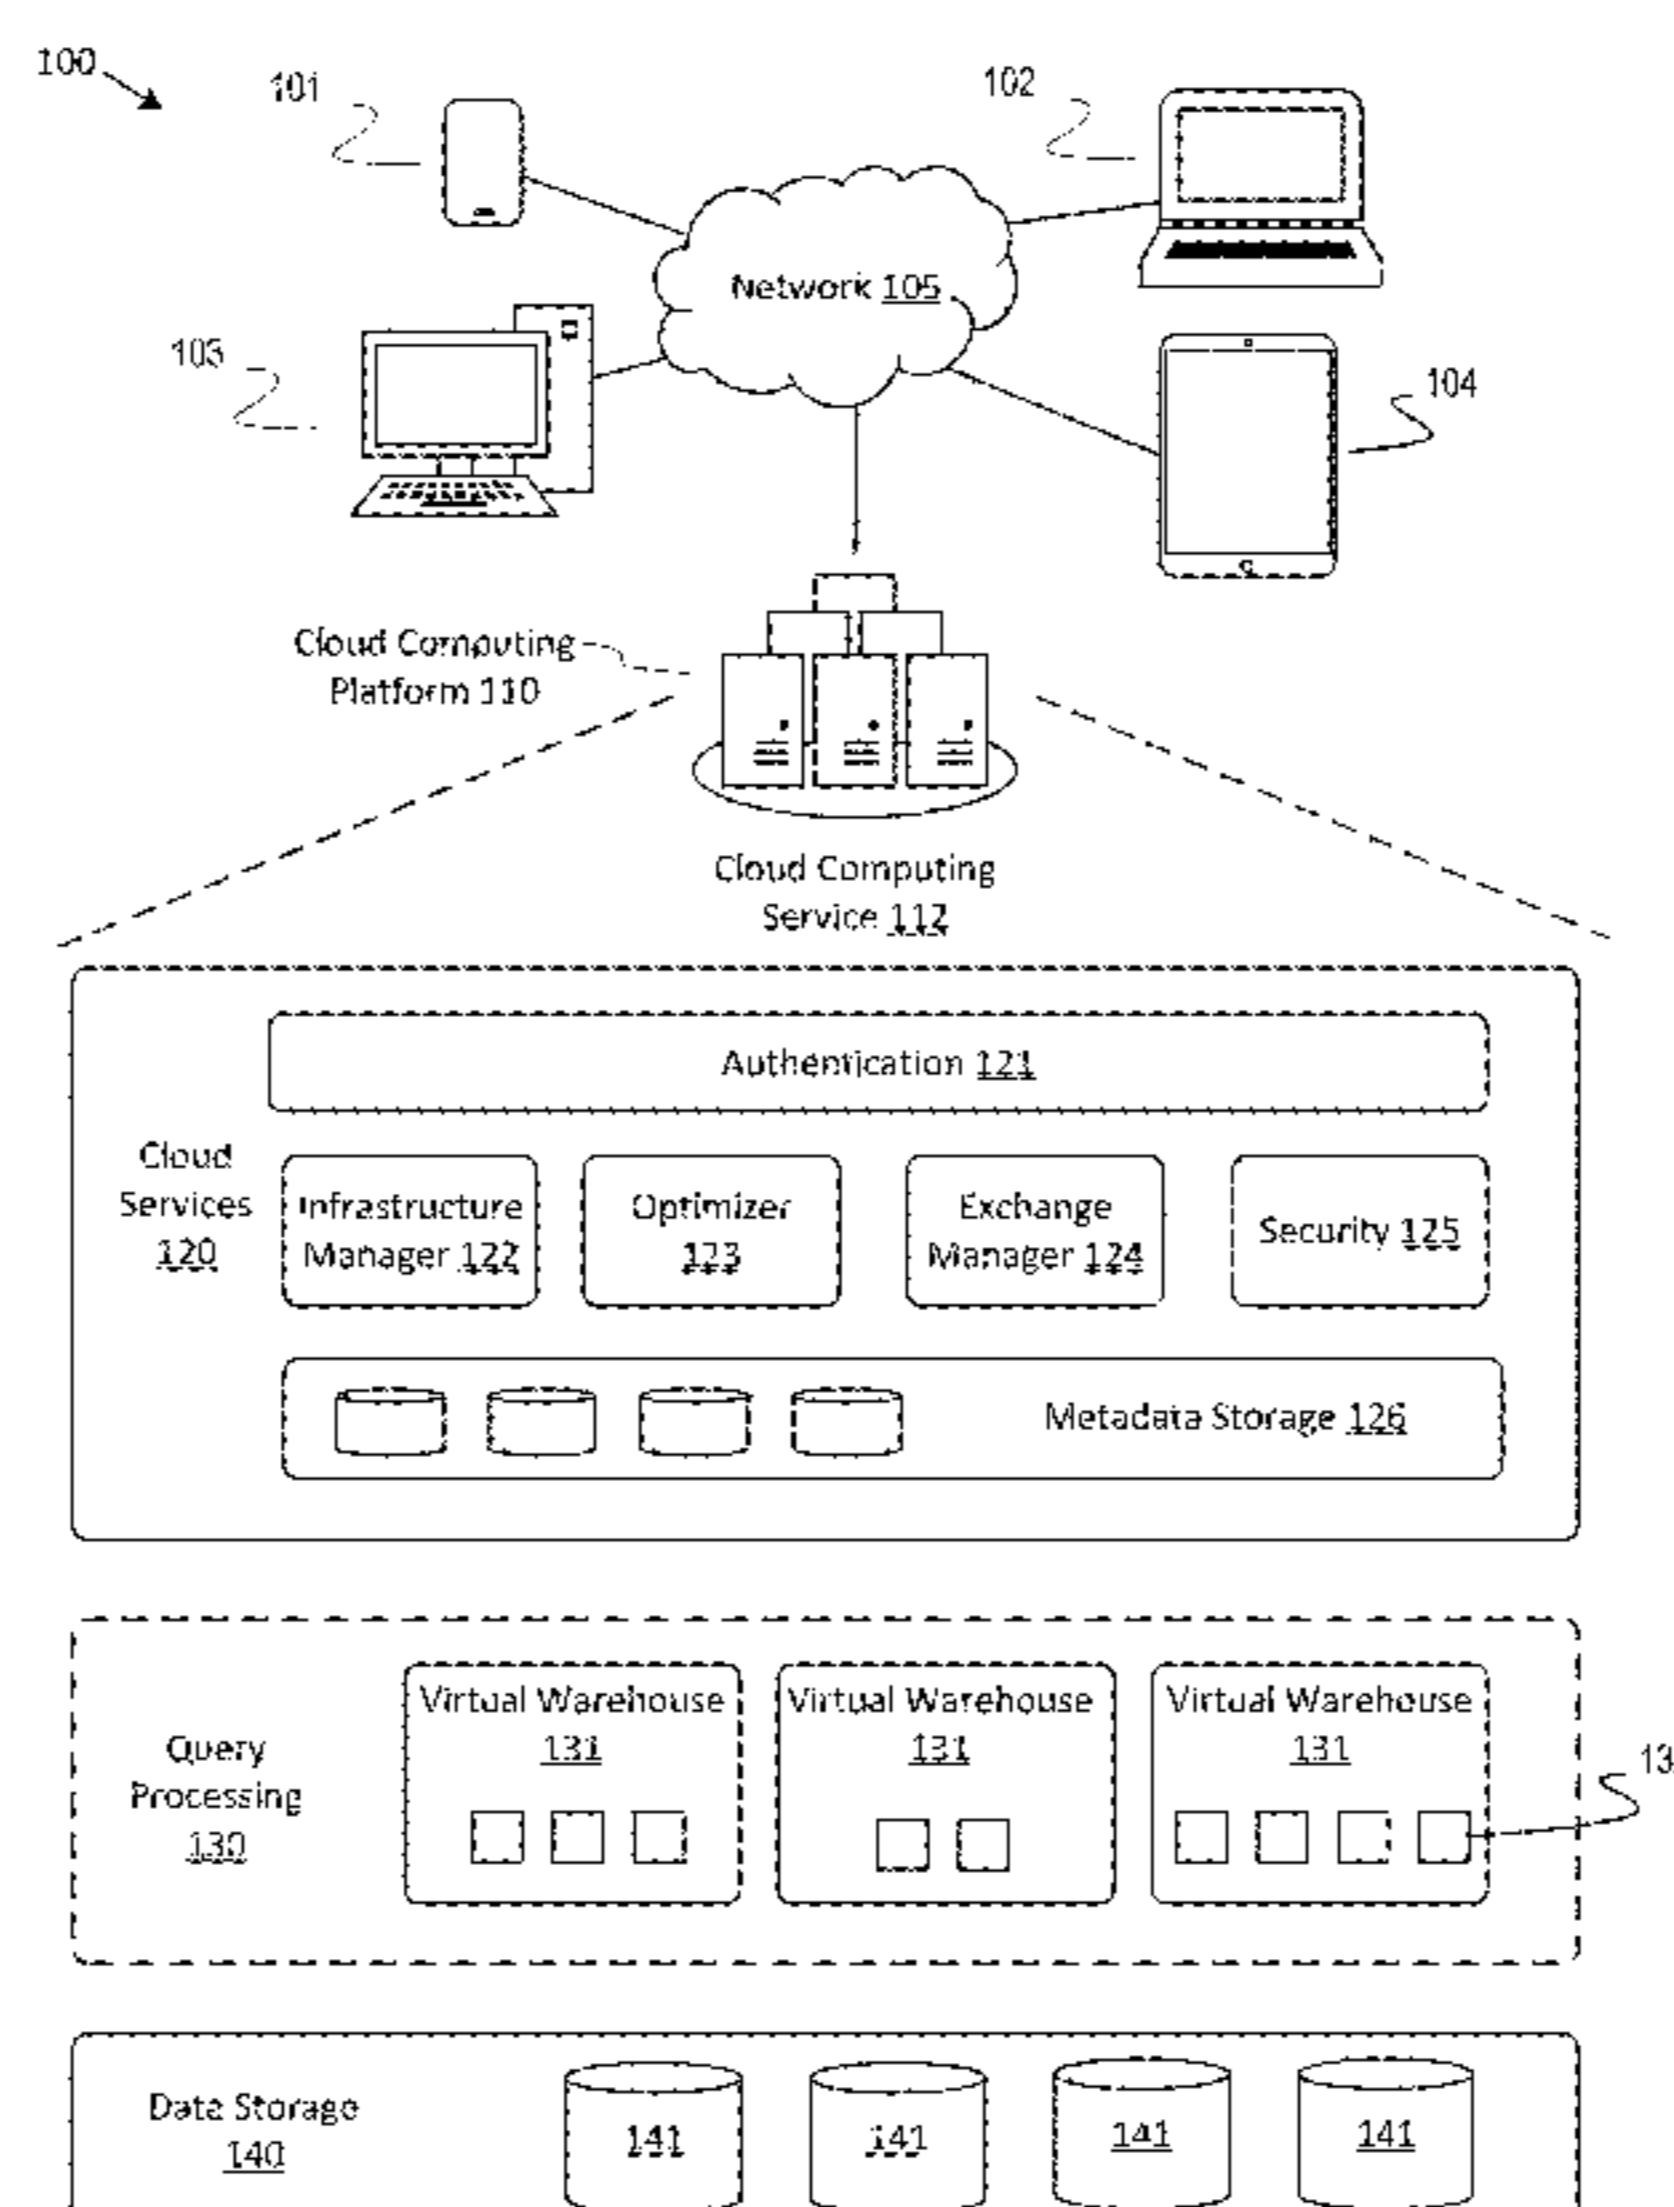 100
101
102
Network 105
103
104
Cloud Computing
Platform 110
Cloud Computing
Service 112
Authentication 121
Cloud
Services
120
Infrastructure
Manager 122
Optimizer
123
Exchange
Manager 124
Security 125
Metadata Storage 126
Query
Processing
130
Virtual Warehouse
131
Virtual Warehouse
131
Virtual Warehouse
131
13
Data Storage
140
141
141
141
141